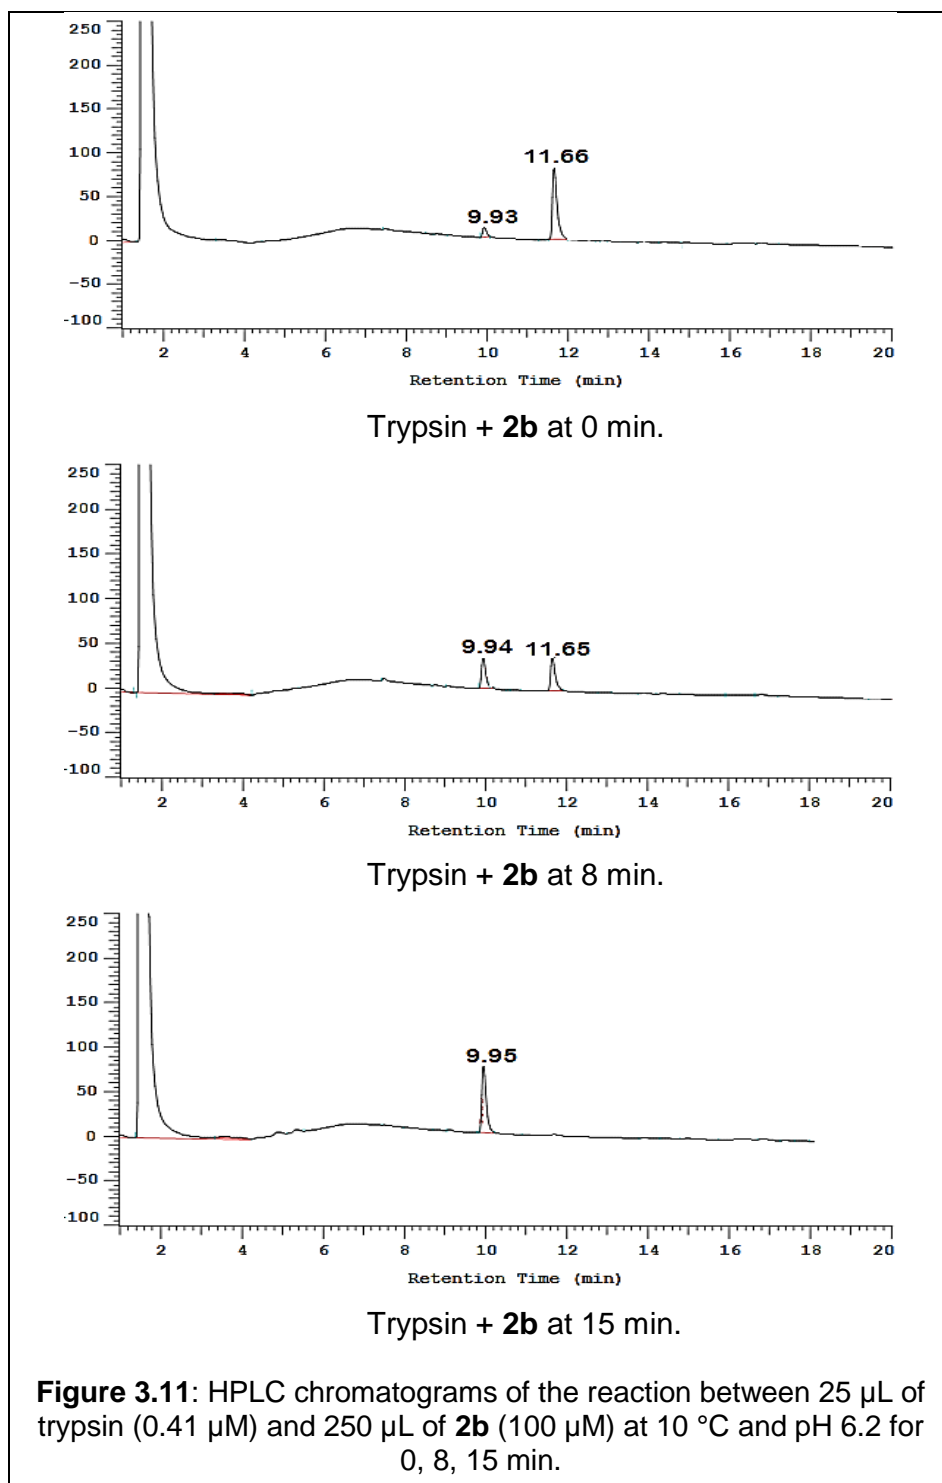 250
200
150
100
50
0
-50
-100
9.93
11.66
2 4 6 8 10 12 14 16 18 20
Retention Time (min)
Trypsin + 2b at 0 min.
250
200
150
100
50
0
-50
-100
9.94 11.65
2 4 6 8 10 12 14 16 18 20
Retention Time (min)
Trypsin + 2b at 8 min.
250
200
150
100
50
0
-50
-100
9.95
2 4 6 8 10 12 14 16 18 20
Retention Time (min)
Trypsin + 2b at 15 min.
Figure 3.11: HPLC chromatograms of the reaction between 25 µL of
trypsin (0.41 µM) and 250 µL of 2b (100 µM) at 10 °C and pH 6.2 for
0, 8, 15 min.